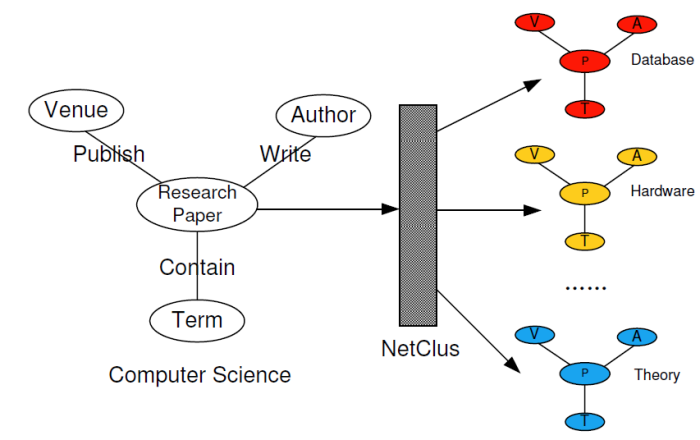 Venue
Author
Publish
Write
Research
Paper
Contain
Term
Computer Science
NetClus
V
A
P
Database
T
V
A
P
Hardware
T
......
V
A
P
Theory
T